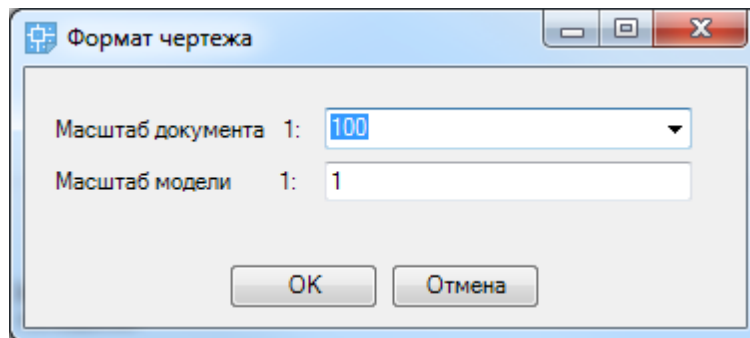 Формат чертежа
Масштаб документа 1: 100
Масштаб модели 1: 1
OK Отмена